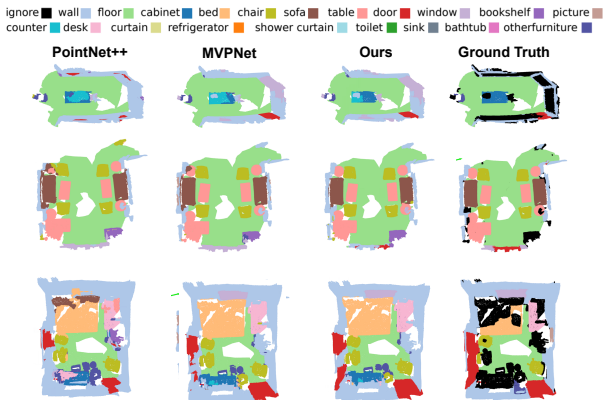 ignore wall floor cabinet bed chair sofa table door window bookshelf picture
counter desk curtain refrigerator shower curtain toilet sink bathtub otherfurniture
PointNet++ MVPNet Ours Ground Truth